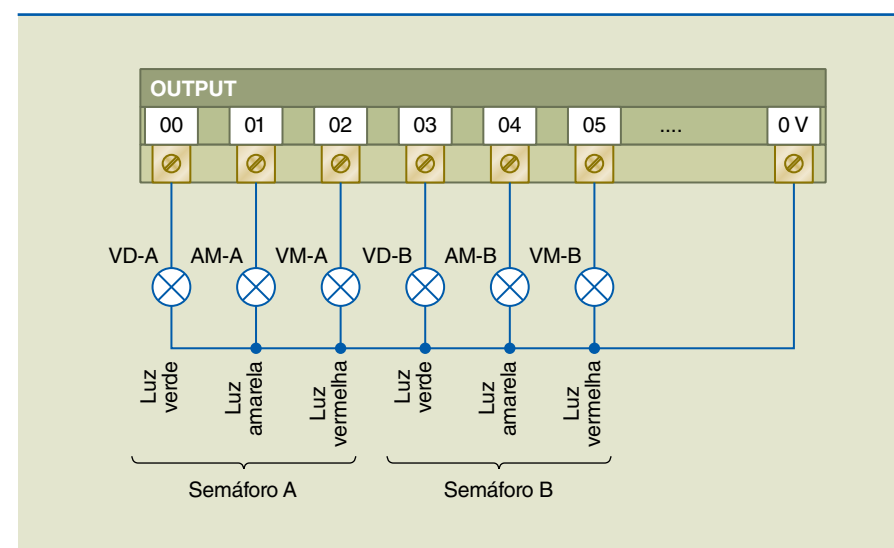 OUTPUT
00 01 02 03 04 05 .... 0 V
VD-A AM-A VM-A VD-B AM-B VM-B
Luz verde
Luz amarela
Luz vermelha
Luz verde
Luz amarela
Luz vermelha
Semáforo A Semáforo B